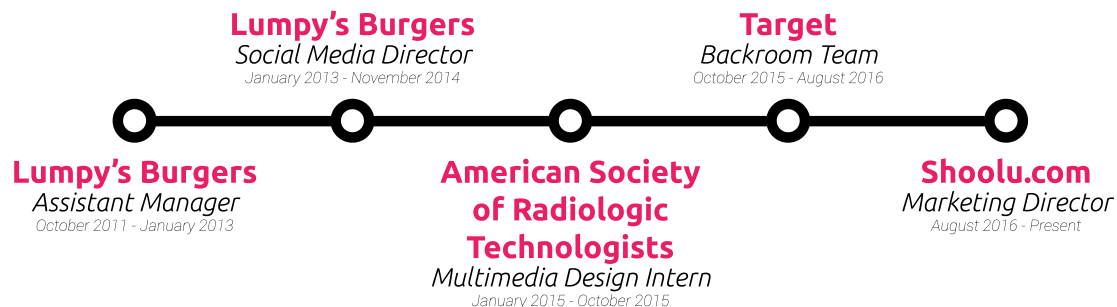 Lumpy’s Burgers
Assistant Manager
October 2011 - January 2013
Lumpy’s Burgers
Social Media Director
January 2013 - November 2014
American Society
of Radiologic
Technologists
Multimedia Design Intern
January 2015 - October 2015
Target
Backroom Team
October 2015 - August 2016
Shoolu.com
Marketing Director
August 2016 - Present